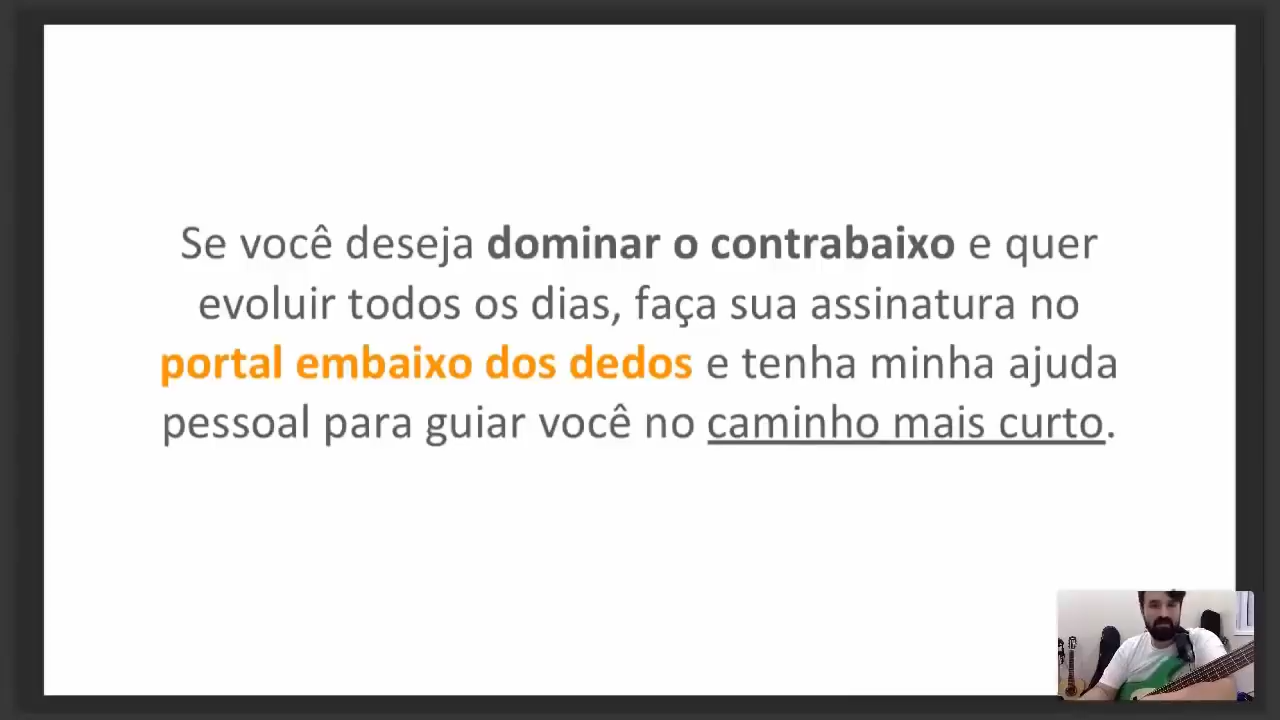 Se você deseja dominar o contrabaixo e quer
evoluir todos os dias, faça sua assinatura no
portal embaixo dos dedos e tenha minha ajuda
pessoal para guiar você no caminho mais curto.